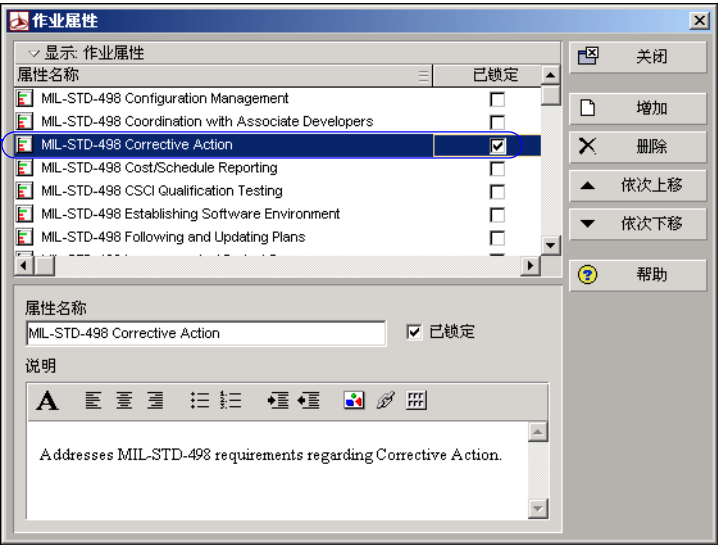 作业属性
显示: 作业属性
属性名称 已锁定
MIL-STD-498 Configuration Management
MIL-STD-498 Coordination with Associate Developers
MIL-STD-498 Corrective Action
MIL-STD-498 Cost/Schedule Reporting
MIL-STD-498 CSCI Qualification Testing
MIL-STD-498 Establishing Software Environment
MIL-STD-498 Following and Updating Plans
关闭
增加
删除
依次上移
依次下移
帮助
属性名称
MIL-STD-498 Corrective Action
已锁定
说明
A
Addresses MIL-STD-498 requirements regarding Corrective Action.